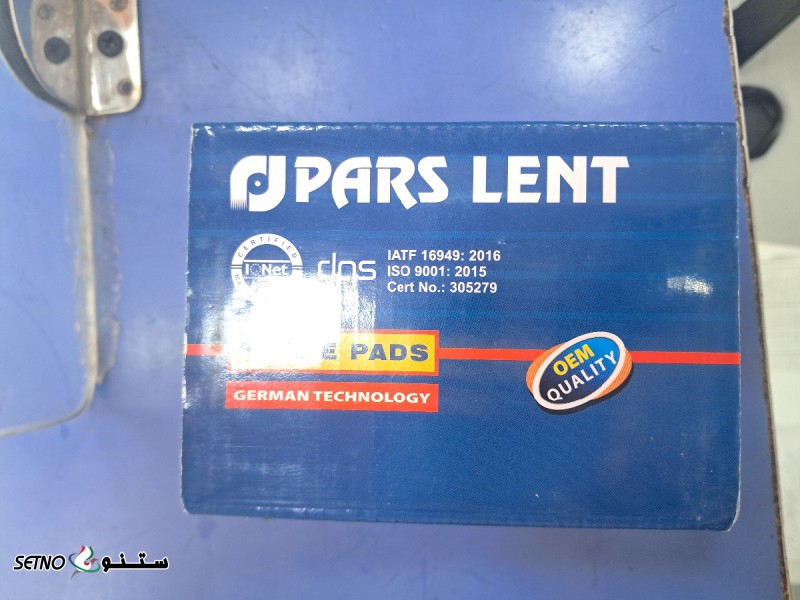 PARS LENT
CERTIFIED
IQNet
dqs
IATF 16949: 2016
ISO 9001: 2015
Cert No.: 305279
PADS
GERMAN TECHNOLOGY
OEM
QUALITY
SETNO ستنو